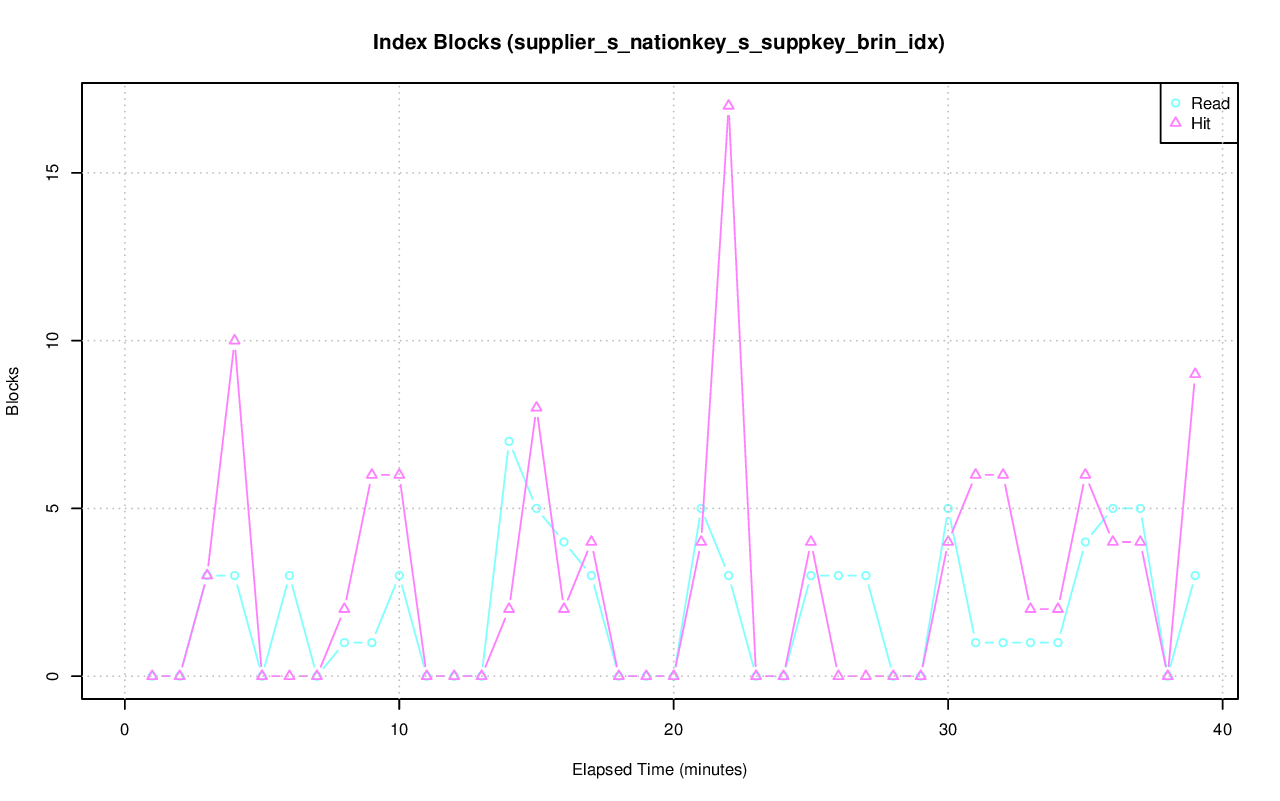 Index Blocks (supplier_s_nationkey_s_suppkey_brin_idx)
Read
Hit
15
10
5
0
Blocks
0 10 20 30 40
Elapsed Time (minutes)